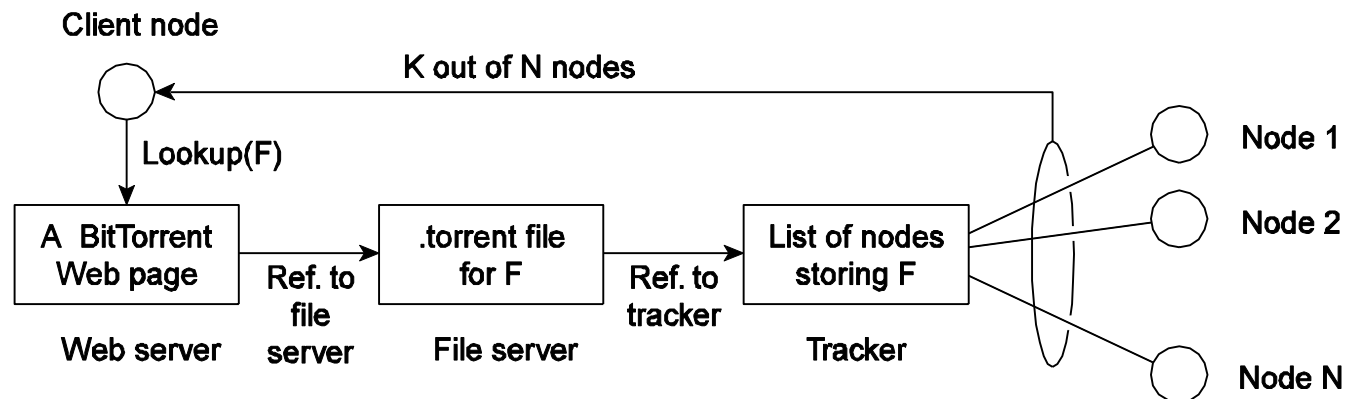 Client node
K out of N nodes
Node 1
Lookup(F)
Node 2
A BitTorrent
Web page
.torrent file
for F
List of nodes
storing F
Ref. to
file
server
Ref. to
tracker
Web server
File server
Tracker
Node N